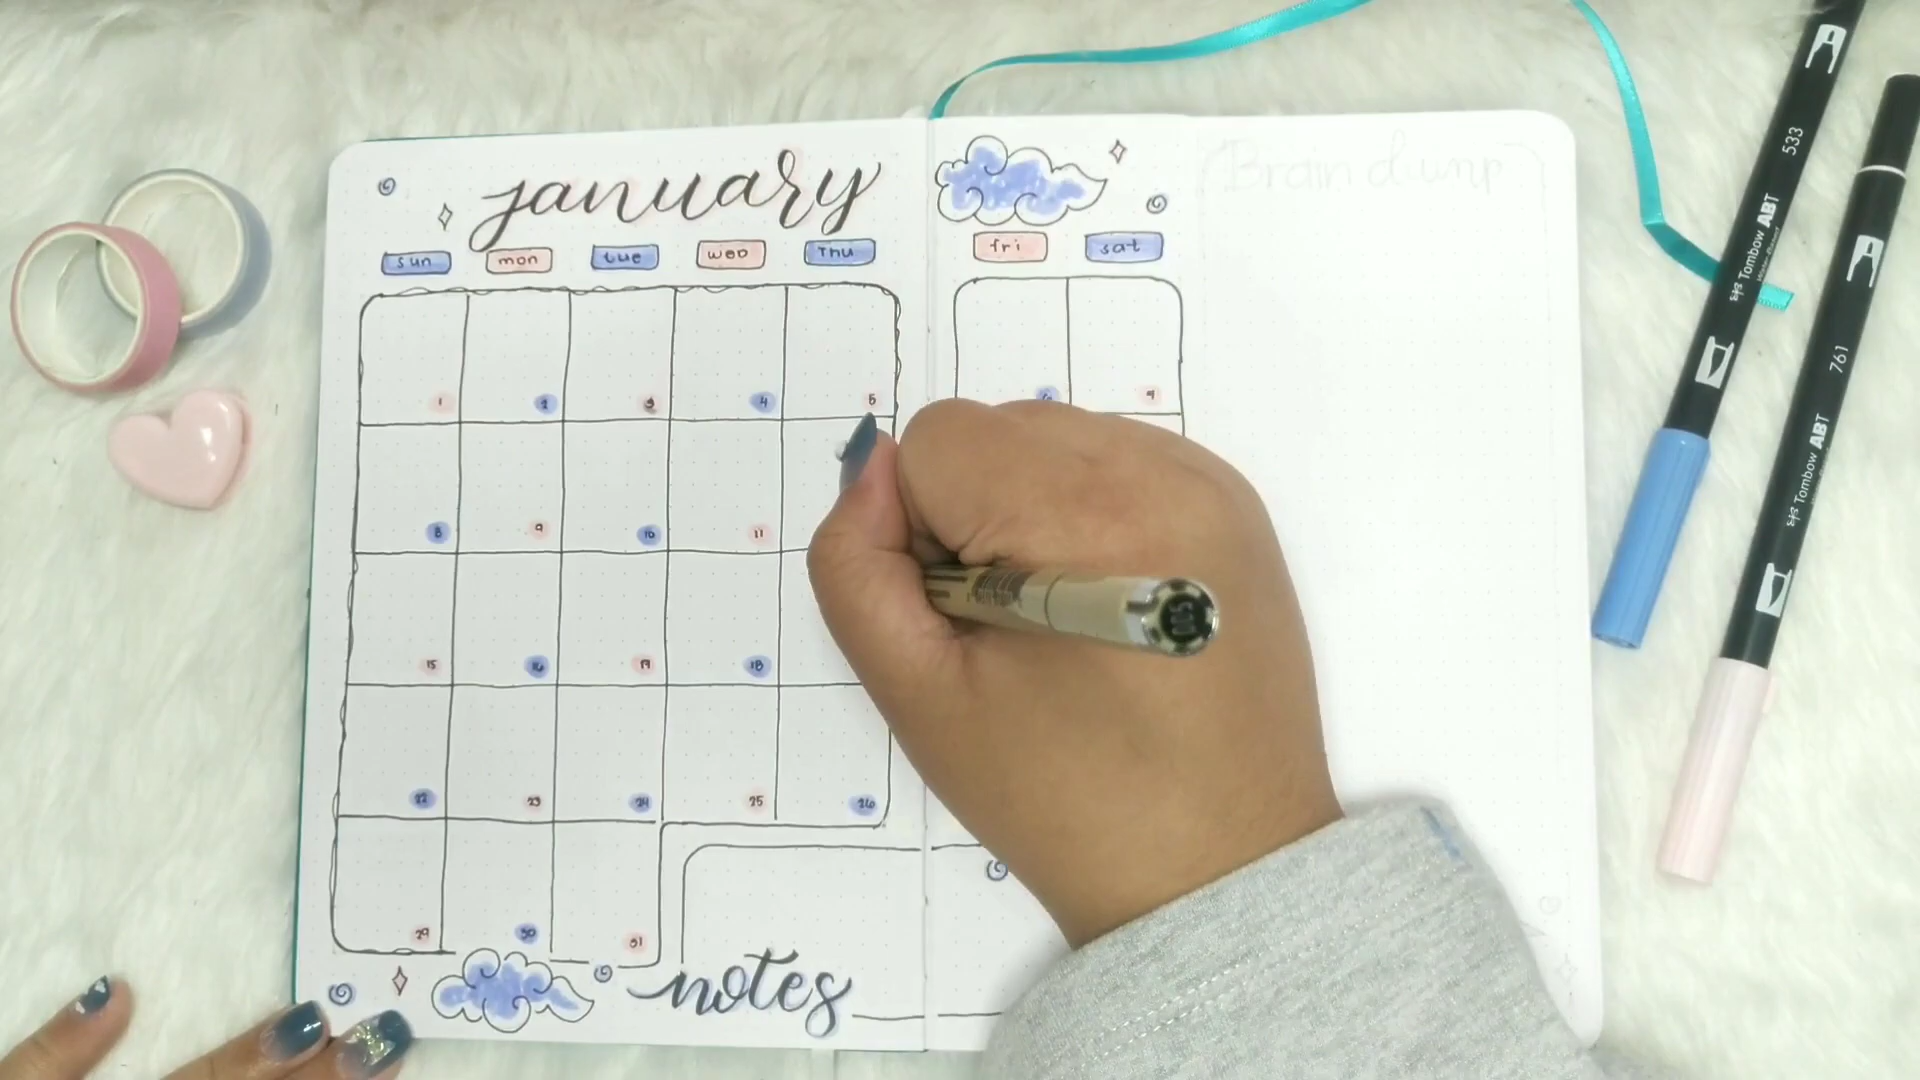 january
Brain dump
sun mon tue wed Thu fri sat
1 2 3 4 5 6 7
8 9 10 11
15 16 17 18
22 23 24 25 26
29 30 31
notes
005
533
Tombow ABT
761
Tombow ABT